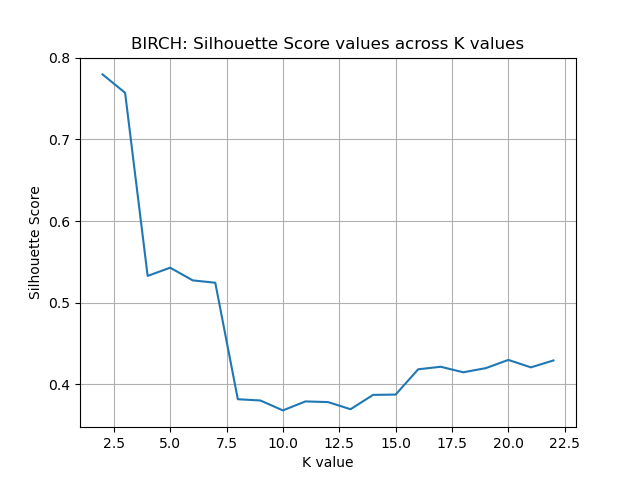 BIRCH: Silhouette Score values across K values
0.8
0.7
0.6
0.5
0.4
Silhouette Score
2.5 5.0 7.5 10.0 12.5 15.0 17.5 20.0 22.5
K value